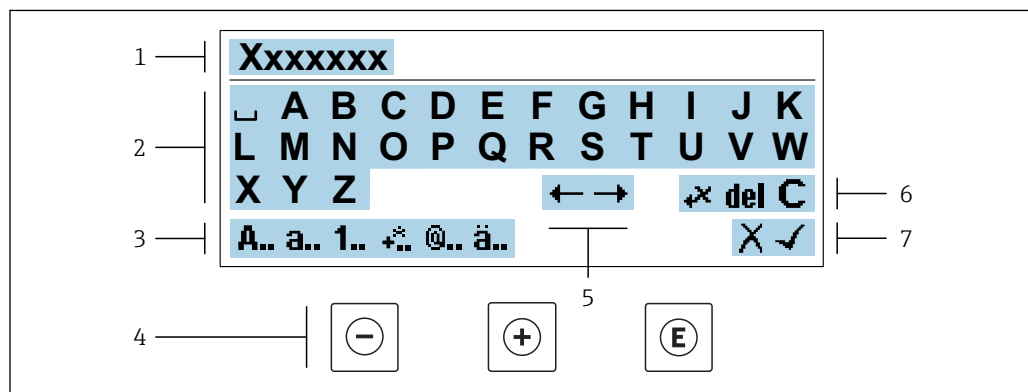 1 Xxxxxxx
␣ A B C D E F G H I J K
2 L M N O P Q R S T U V W
X Y Z ← → +x del C 6
3 A.. a.. 1.. +*.. @.. ä.. X ✓ 7
5
4 − + E